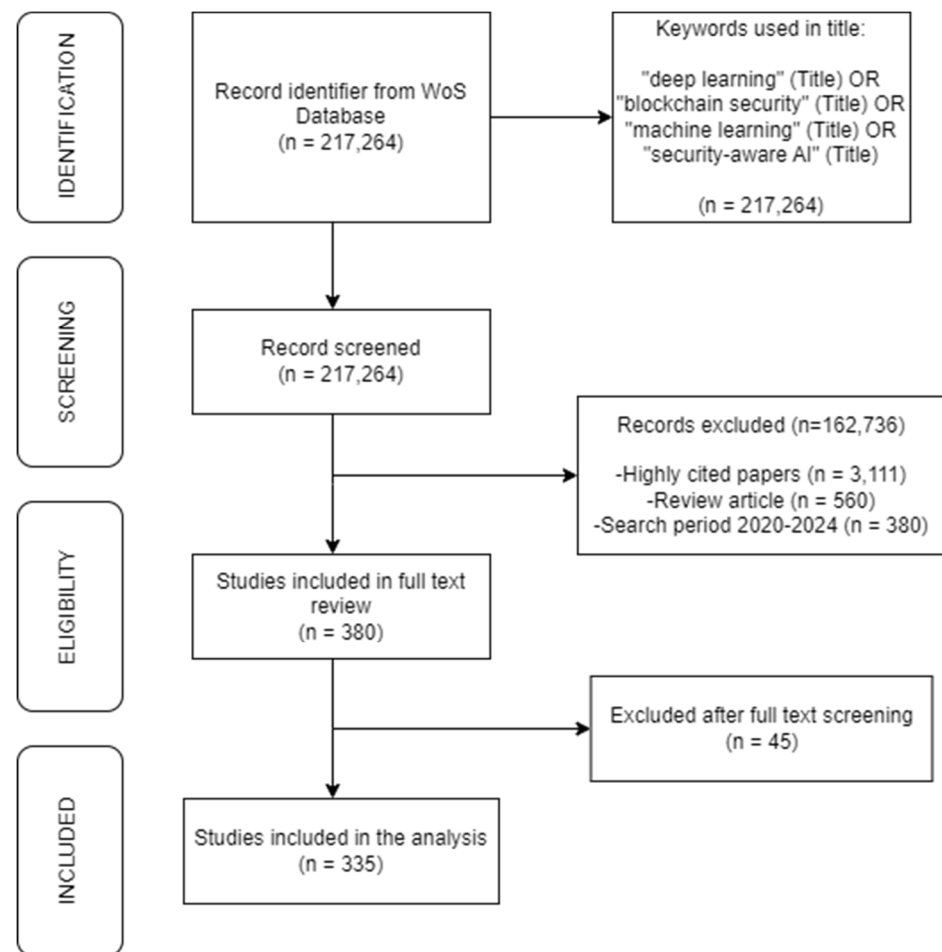 IDENTIFICATION
Record identifier from WoS
Database
(n = 217,264)
Keywords used in title:
"deep learning" (Title) OR
"blockchain security" (Title) OR
"machine learning" (Title) OR
"security-aware AI" (Title)
(n = 217,264)
SCREENING
Record screened
(n = 217,264)
Records excluded (n=162,736)
-Highly cited papers (n = 3,111)
-Review article (n = 560)
-Search period 2020-2024 (n = 380)
ELIGIBILITY
Studies included in full text
review
(n = 380)
Excluded after full text screening
(n = 45)
INCLUDED
Studies included in the analysis
(n = 335)